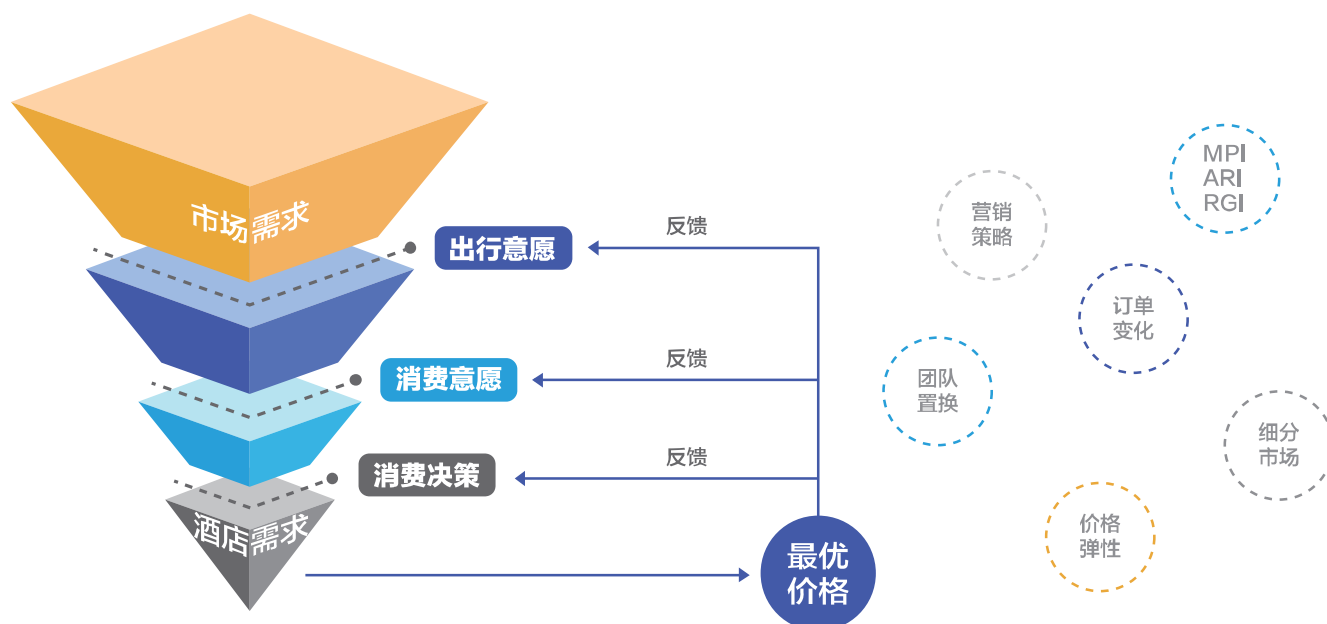 市场需求
出行意愿
反馈
消费意愿
反馈
消费决策
反馈
酒店需求
最优
价格
营销
策略
MPI
ARI
RGI
订单
变化
团队
置换
细分
市场
价格
弹性